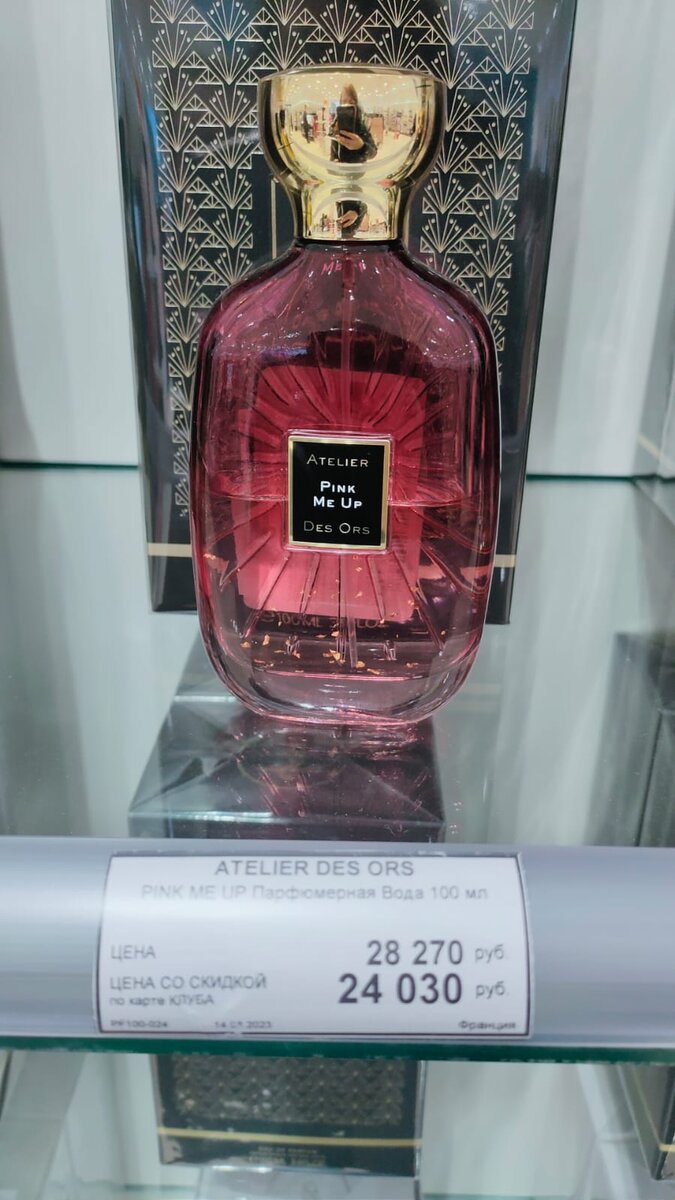 ATELIER
PINK
ME UP
DES ORS
ATELIER DES ORS
PINK ME UP Парфюмерная Вода 100 мл
ЦЕНА 28 270 руб.
ЦЕНА СО СКИДКОЙ 24 030 руб.
по карте КЛУБА
Франция